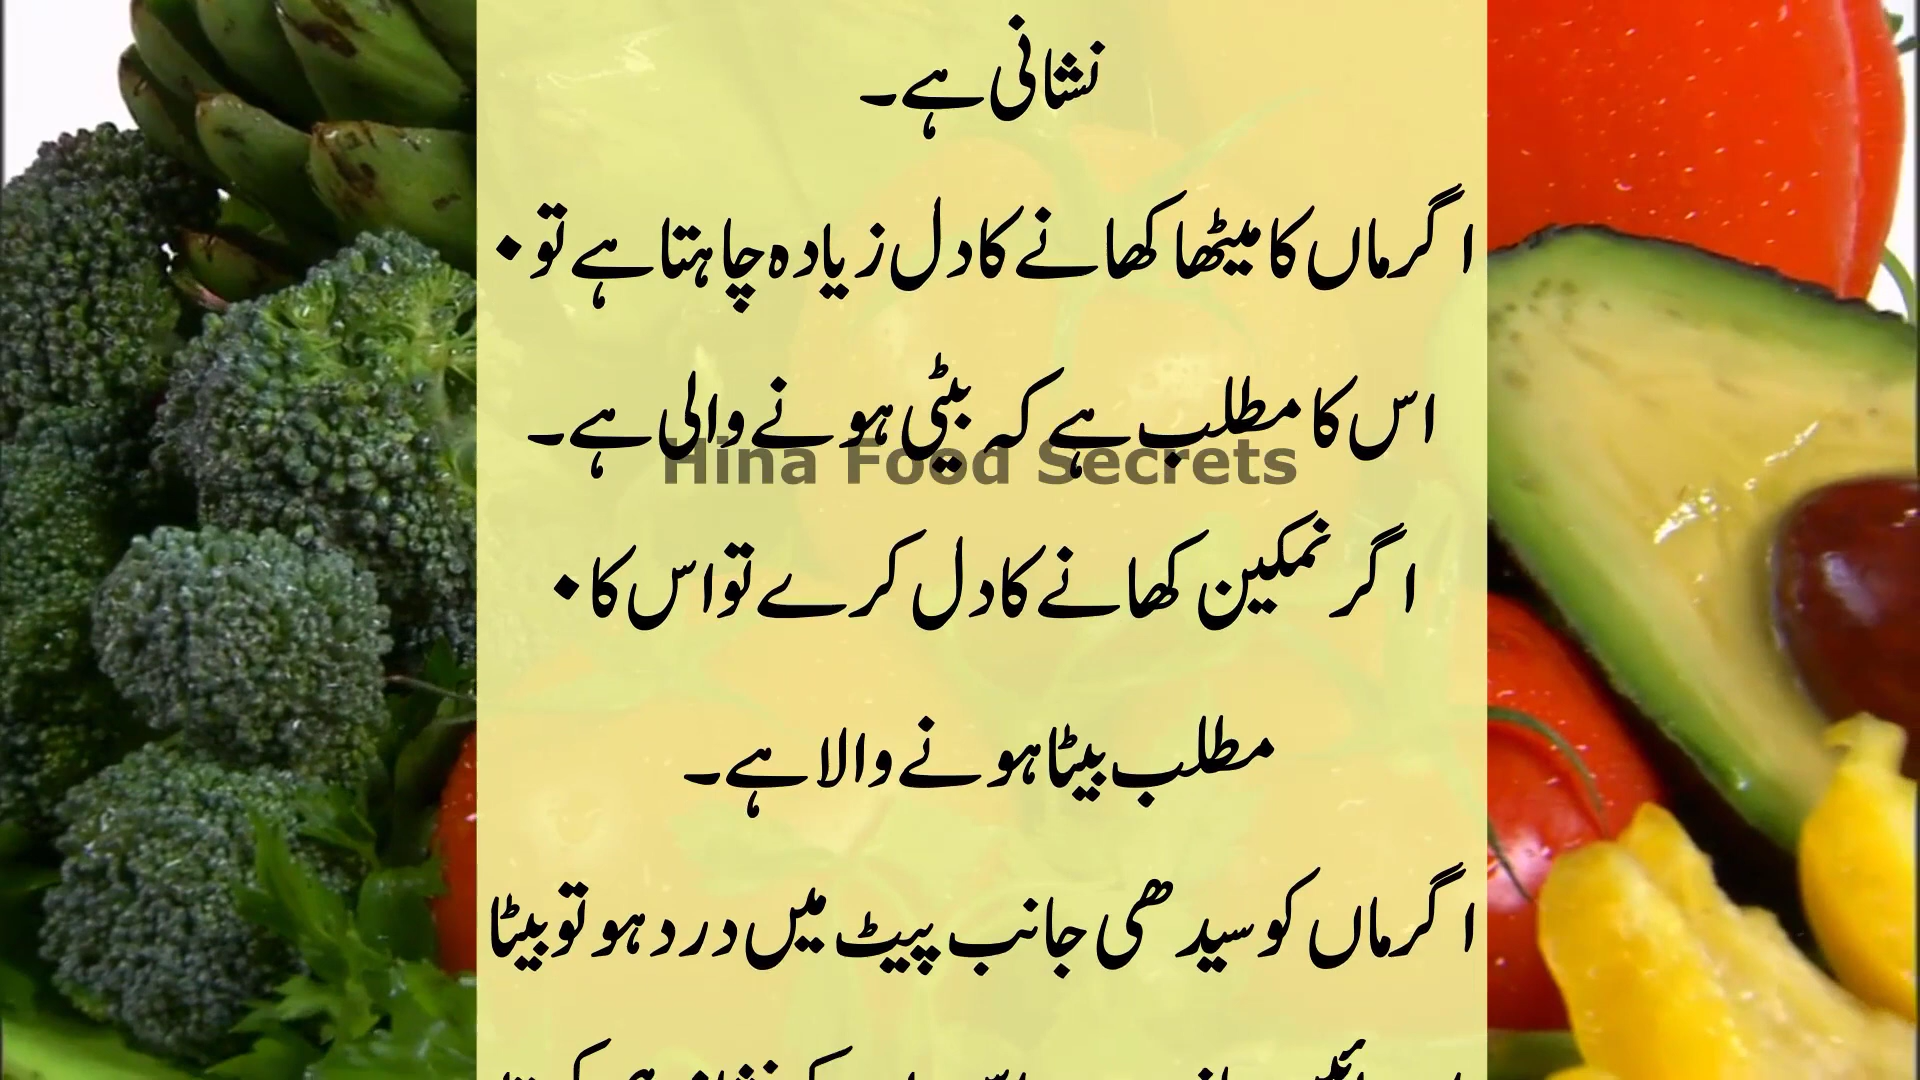 نشانی ہے۔
اگر ماں کا میٹھا کھانے کا دل زیادہ چاہتا ہے تو •
اس کا مطلب ہے کہ بیٹی ہونے والی ہے۔
Hina Food Secrets
اگر نمکین کھانے کا دل کرے تو اس کا •
مطلب بیٹا ہونے والا ہے۔
اگر ماں کو سیدھی جانب پیٹ میں درد ہو تو بیٹا